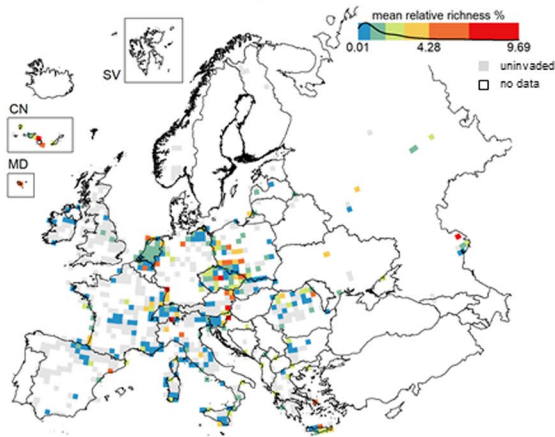 mean relative richness %
0.01 4.28 9.69
uninvaded
no data
SV
CN
MD